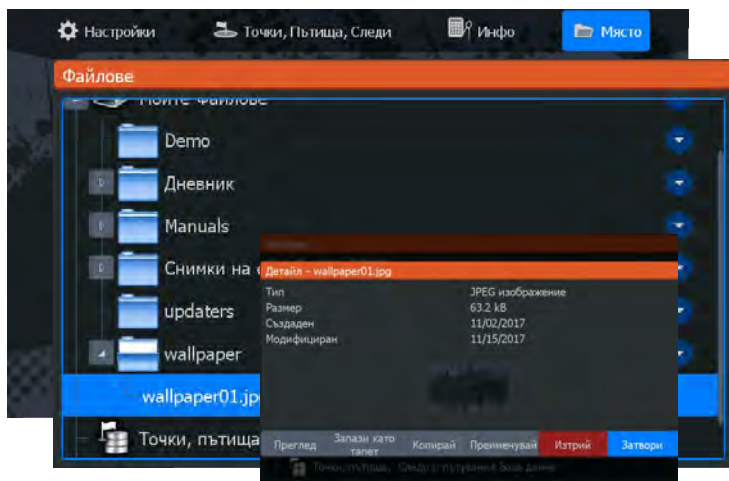 Настройки
Точки, Пътища, Следи
Инфо
Място
Файлове
Моите Файлове
Demo
Дневник
Manuals
Снимки на
updaters
wallpaper
wallpaper01.jp
Точки, пътища
Детайл - wallpaper01.jpg
Тип JPEG изображение
Размер 63.2 kB
Създаден 11/02/2017
Модифициран 11/15/2017
Преглед
Запази като
тапет
Копирай
Преименувай
Изтрий
Затвори